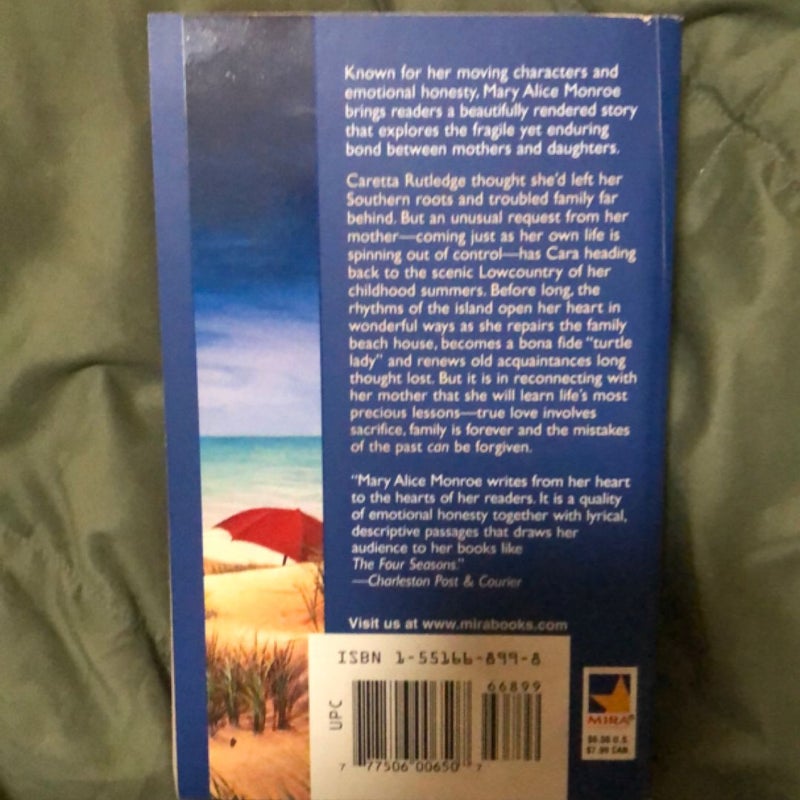 Known for her moving characters and
emotional honesty, Mary Alice Monroe
brings readers a beautifully rendered story
that explores the fragile yet enduring
bond between mothers and daughters.
Caretta Rutledge thought she'd left her
Southern roots and troubled family far
behind. But an unusual request from her
mother—coming just as her own life is
spinning out of control—has Cara heading
back to the scenic Lowcountry of her
childhood summers. Before long, the
rhythms of the island open her heart in
wonderful ways as she repairs the family
beach house, becomes a bona fide "turtle
lady" and renews old acquaintances long
thought lost. But it is in reconnecting with
her mother that she will learn life's most
precious lessons—true love involves
sacrifice, family is forever and the mistakes
of the past can be forgiven.
"Mary Alice Monroe writes from her heart
to the hearts of her readers. It is a quality
of emotional honesty together with lyrical,
descriptive passages that draws her
audience to her books like
The Four Seasons."
—Charleston Post & Courier
Visit us at www.mirabooks.com
ISBN 1-55166-899-8
66899
UPC
7 77506 00650 7
MIRA®
U.S.
$7.99 CAN.